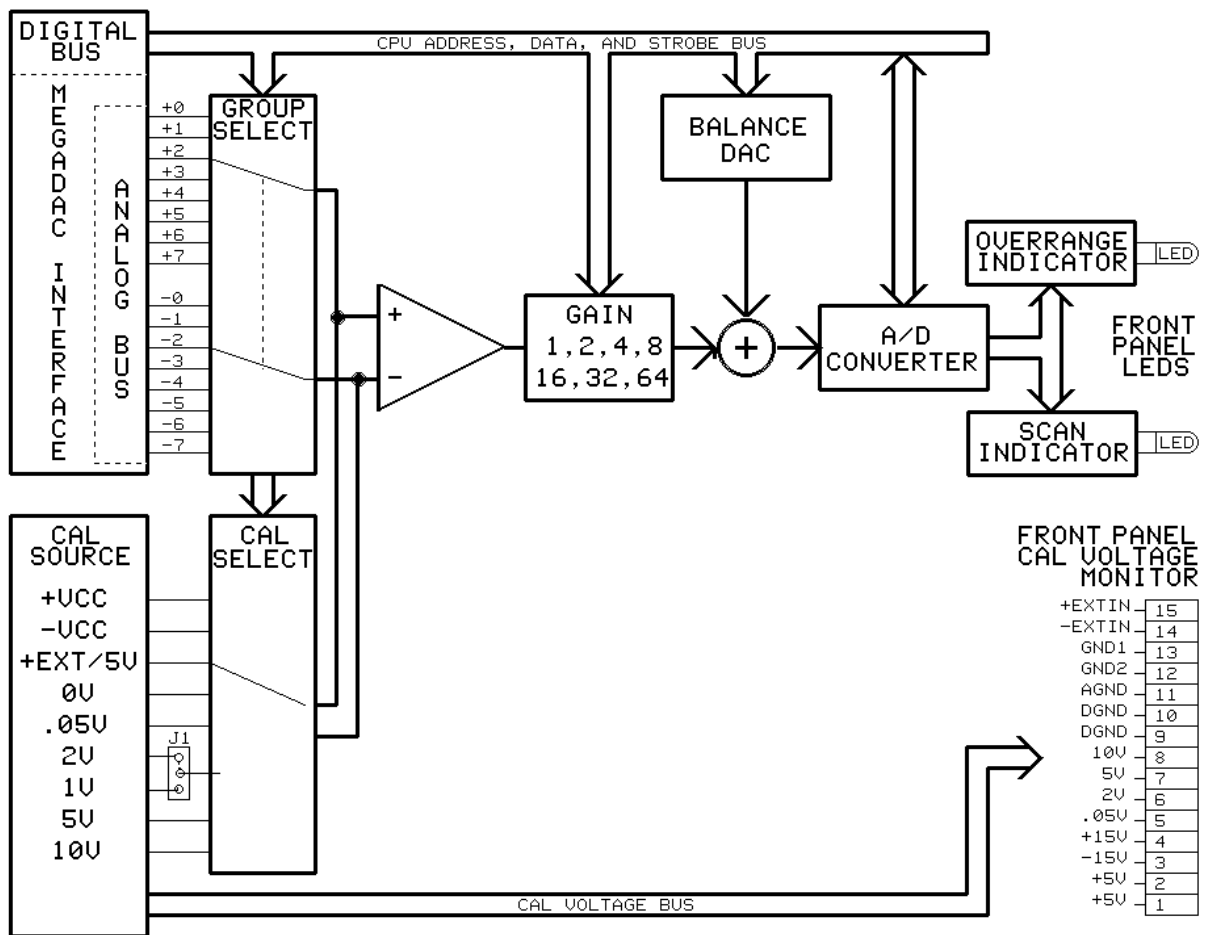 DIGITAL
BUS
CPU ADDRESS, DATA, AND STROBE BUS
MEGADAC INTERFACE
ANALOG BUS
+0
+1
+2
+3
+4
+5
+6
+7
-0
-1
-2
-3
-4
-5
-6
-7
GROUP
SELECT
BALANCE
DAC
+
-
GAIN
1,2,4,8
16,32,64
+
A/D
CONVERTER
OVERRANGE
INDICATOR
LED
FRONT
PANEL
LEDS
SCAN
INDICATOR
LED
CAL
SOURCE
+VCC
-VCC
+EXT/5V
0V
.05V
2V
1V
5V
10V
J1
CAL
SELECT
FRONT PANEL
CAL VOLTAGE
MONITOR
+EXTIN 15
-EXTIN 14
GND1 13
GND2 12
AGND 11
DGND 10
DGND 9
10V 8
5V 7
2V 6
.05V 5
+15V 4
-15V 3
+5V 2
+5V 1
CAL VOLTAGE BUS